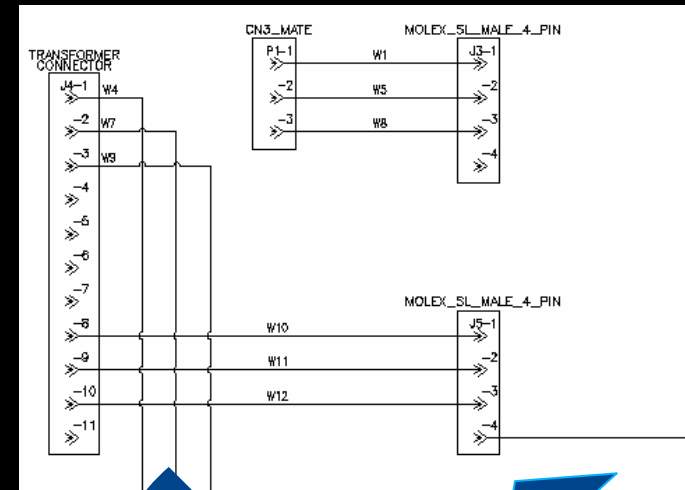 CN3_MATE
MOLEX_SL_MALE_4_PIN
TRANSFORMER
CONNECTOR
P1-1
W1
J3-1
-2
W5
-2
-3
W8
-3
-4
J4-1
W4
-2
W7
-3
W9
-4
-5
-6
-7
-8
-9
-10
-11
MOLEX_SL_MALE_4_PIN
W10
J5-1
W11
-2
W12
-3
-4